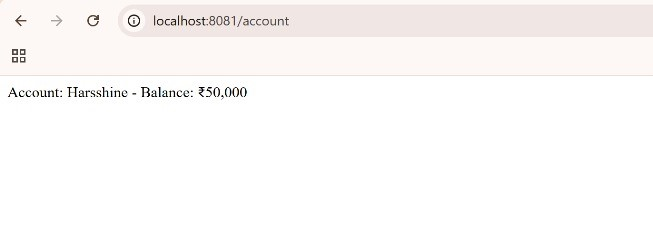 localhost:8081/account
Account: Harsshine - Balance: ₹50,000